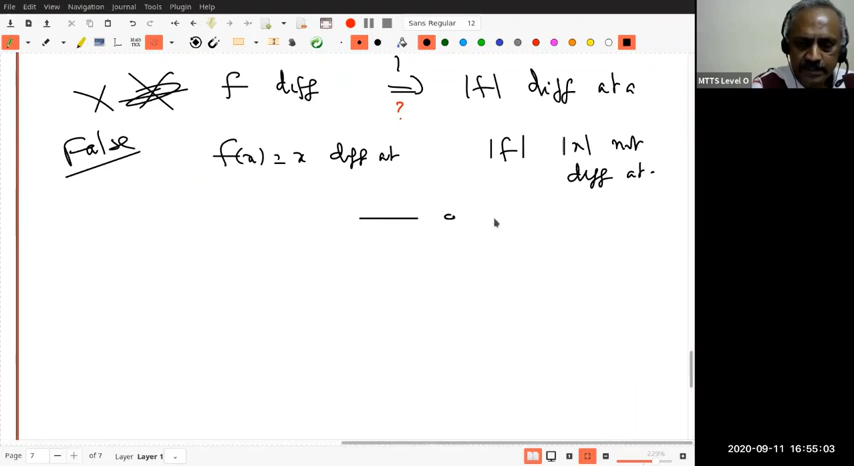 File Edit View Navigation Journal Tools Plugin Help
Sans Regular 12
?
f diff ⇒ |f| diff at a
?
False f(x) = x diff at |f| |x| not
diff at.
MTTS Level O
Page 7 of 7 Layer Layer 1
229%
2020-09-11 16:55:03